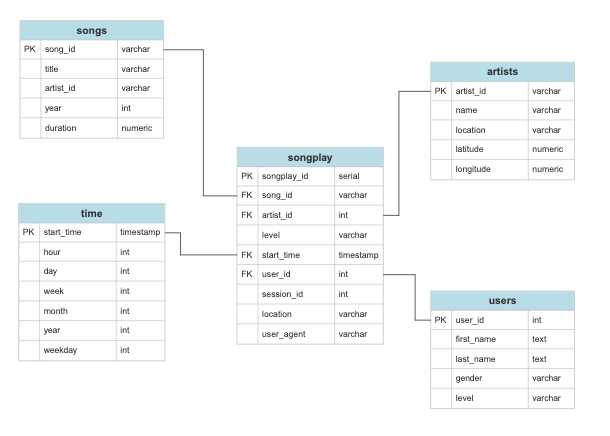 songs
PK song_id varchar
title varchar
artist_id varchar
year int
duration numeric
artists
PK artist_id varchar
name varchar
location varchar
latitude numeric
longitude numeric
songplay
PK songplay_id serial
FK song_id varchar
FK artist_id int
level varchar
FK start_time timestamp
FK user_id int
session_id int
location varchar
user_agent varchar
time
PK start_time timestamp
hour int
day int
week int
month int
year int
weekday int
users
PK user_id int
first_name text
last_name text
gender varchar
level varchar